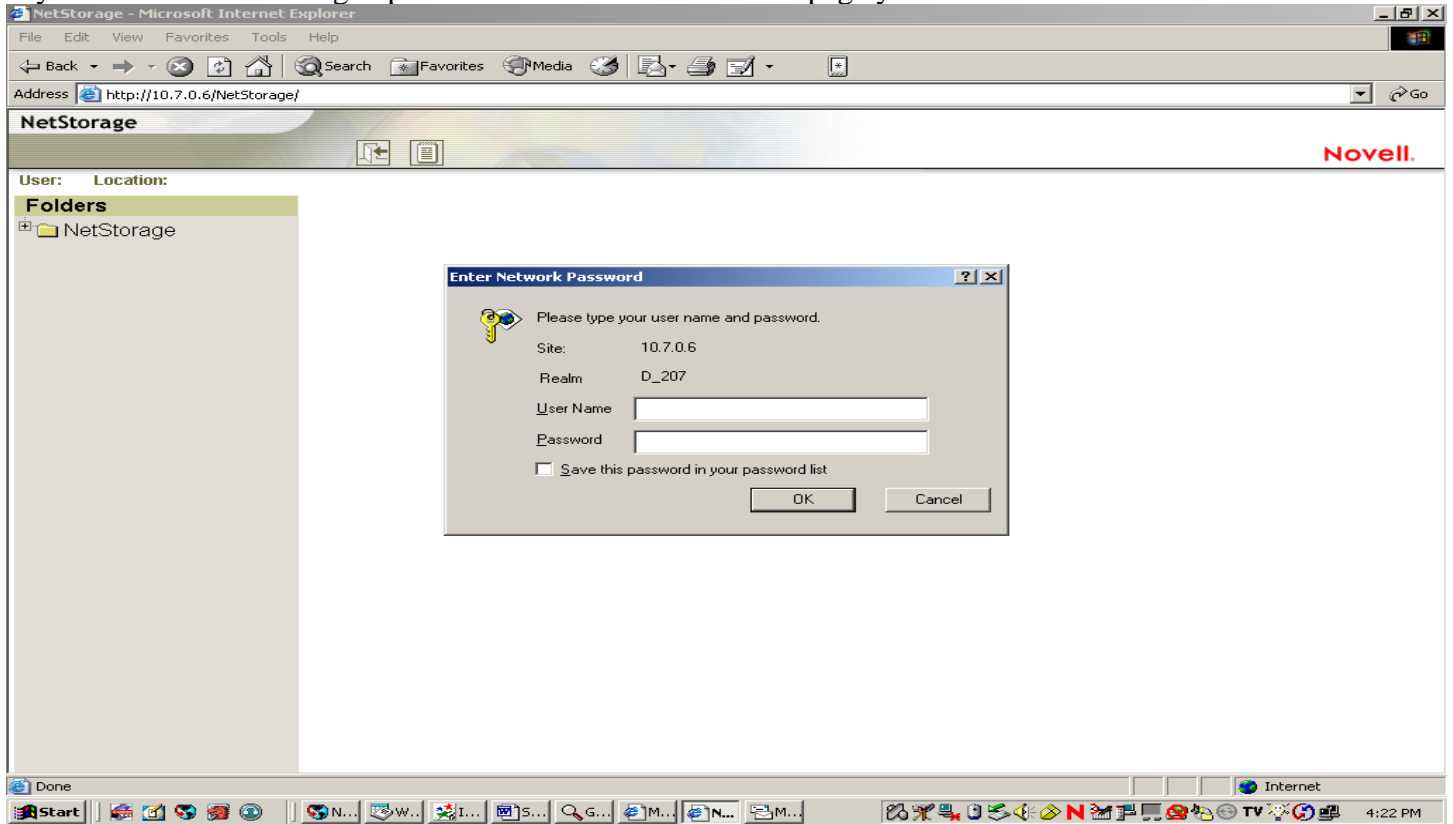 NetStorage - Microsoft Internet Explorer
File Edit View Favorites Tools Help
Back Search Favorites Media
Address http://10.7.0.6/NetStorage/ Go
NetStorage
Novell.
User: Location:
Folders
NetStorage
Enter Network Password
Please type your user name and password.
Site: 10.7.0.6
Realm D_207
User Name
Password
Save this password in your password list
OK Cancel
Done Internet
Start N... W... I... S... G... M... N... M... N TV 4:22 PM